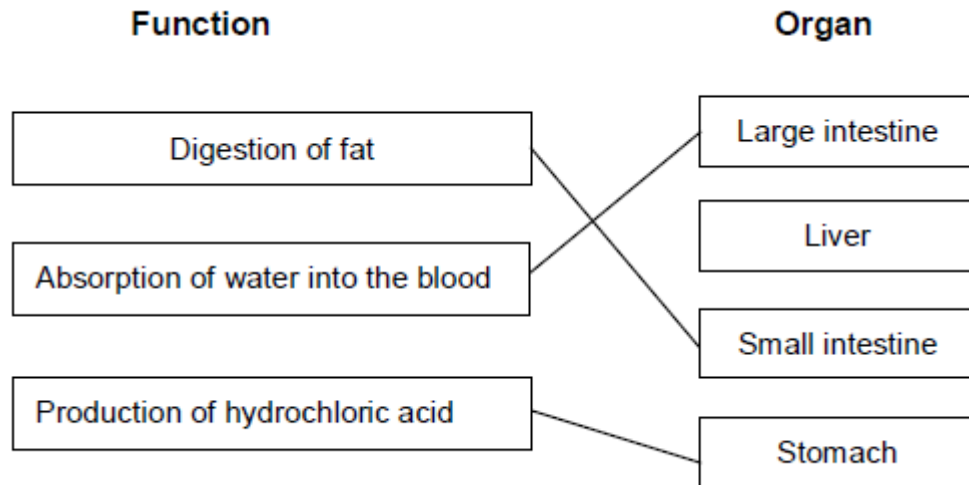 Function
Organ
Digestion of fat
Large intestine
Absorption of water into the blood
Liver
Small intestine
Production of hydrochloric acid
Stomach